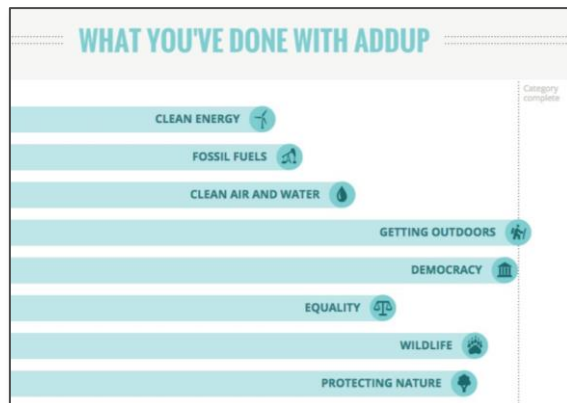 WHAT YOU'VE DONE WITH ADDUP
Category
complete
CLEAN ENERGY
FOSSIL FUELS
CLEAN AIR AND WATER
GETTING OUTDOORS
DEMOCRACY
EQUALITY
WILDLIFE
PROTECTING NATURE